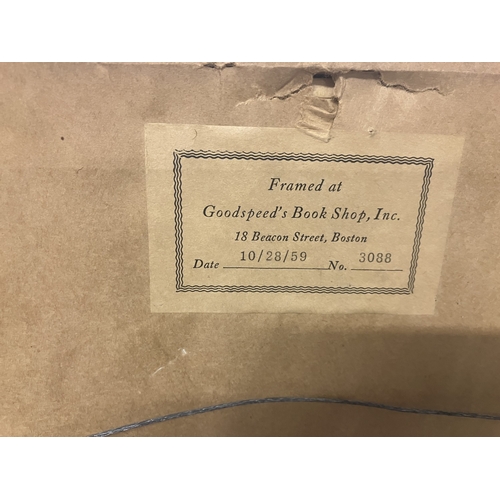 Framed at
Goodspeed's Book Shop, Inc.
18 Beacon Street, Boston
Date 10/28/59 No. 3088